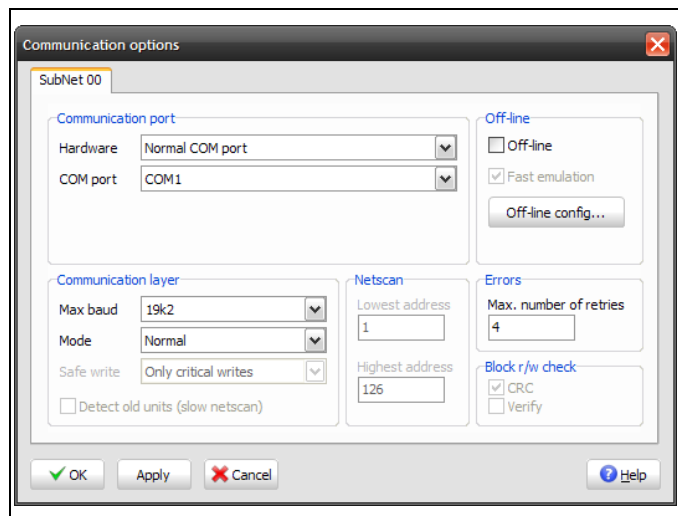 Communication options
SubNet 00
Communication port
Hardware
Normal COM port
COM port
COM1
Off-line
Off-line
Fast emulation
Off-line config...
Communication layer
Max baud
19k2
Mode
Normal
Safe write
Only critical writes
Detect old units (slow netscan)
Netscan
Lowest address
1
Highest address
126
Errors
Max. number of retries
4
Block r/w check
CRC
Verify
OK
Apply
Cancel
Help